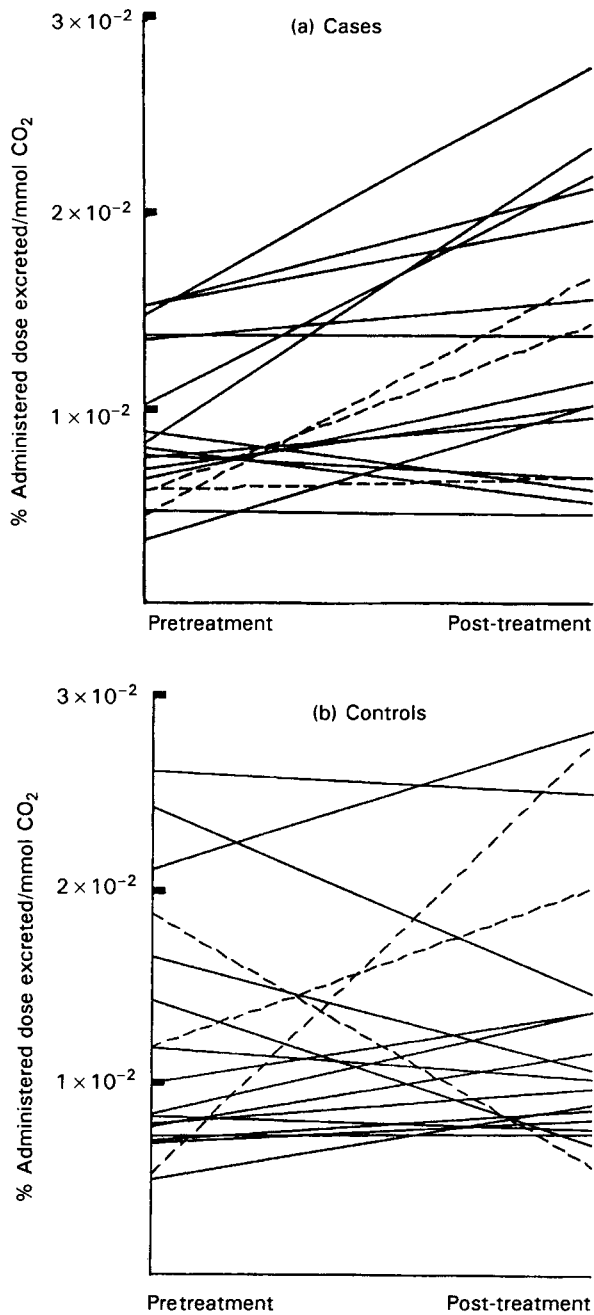 3 × 10⁻²
(a) Cases
2 × 10⁻²
1 × 10⁻²
% Administered dose excreted/mmol CO₂
Pretreatment
Post-treatment
3 × 10⁻²
(b) Controls
2 × 10⁻²
1 × 10⁻²
% Administered dose excreted/mmol CO₂
Pretreatment
Post-treatment